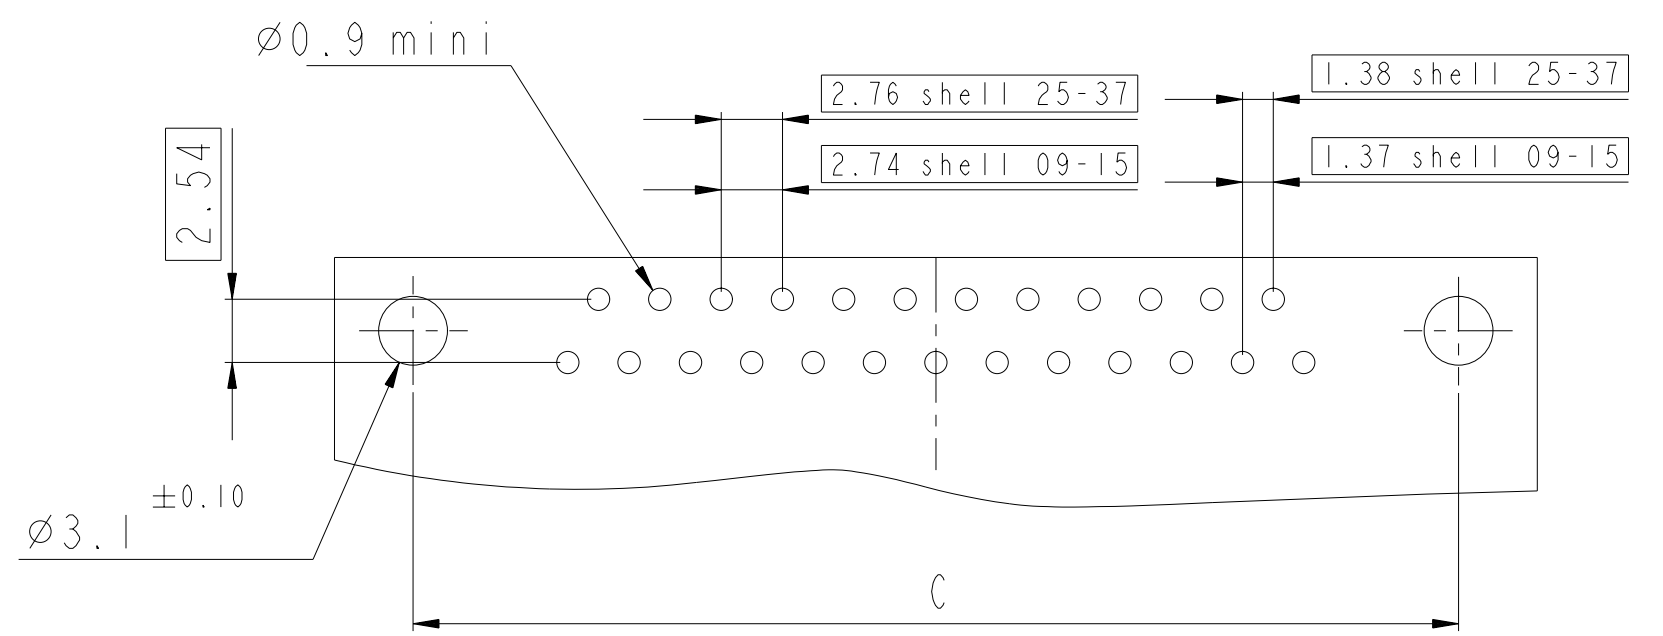 Ø0.9 mini
2.76 shell 25-37
1.38 shell 25-37
2.74 shell 09-15
1.37 shell 09-15
2.54
±0.10
Ø3.1
C